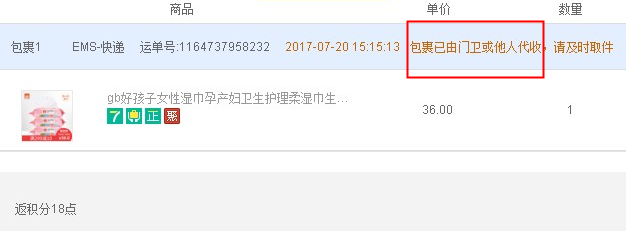 商品 单价 数量
包裹1 EMS-快递 运单号:1164737958232 2017-07-20 15:15:13 包裹已由门卫或他人代收，请及时取件
gb好孩子女性湿巾孕产妇卫生护理柔湿巾生...
7 正 聚
36.00 1
返积分18点